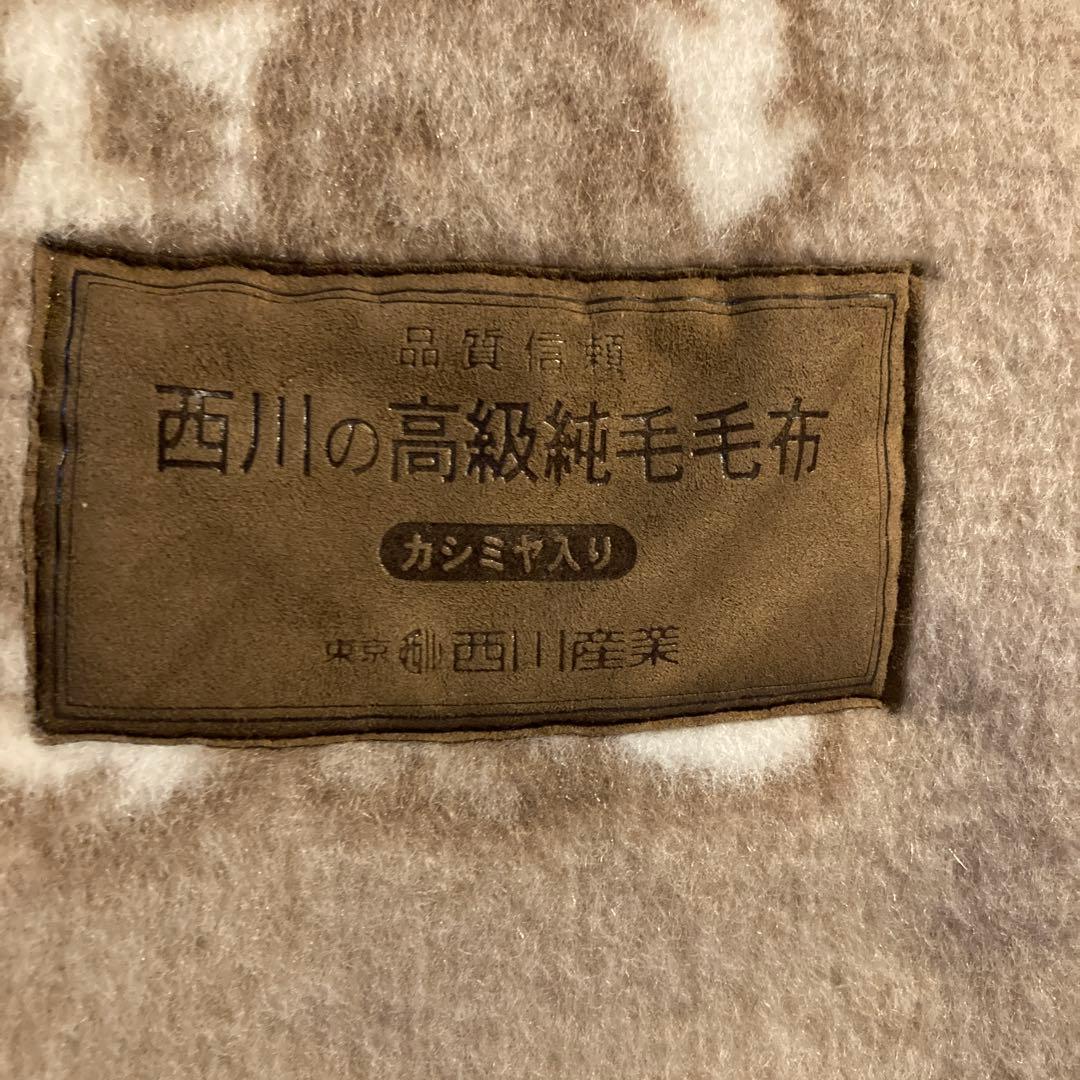 品質信頼
西川の高級純毛毛布
カシミヤ入り
東京 西川産業